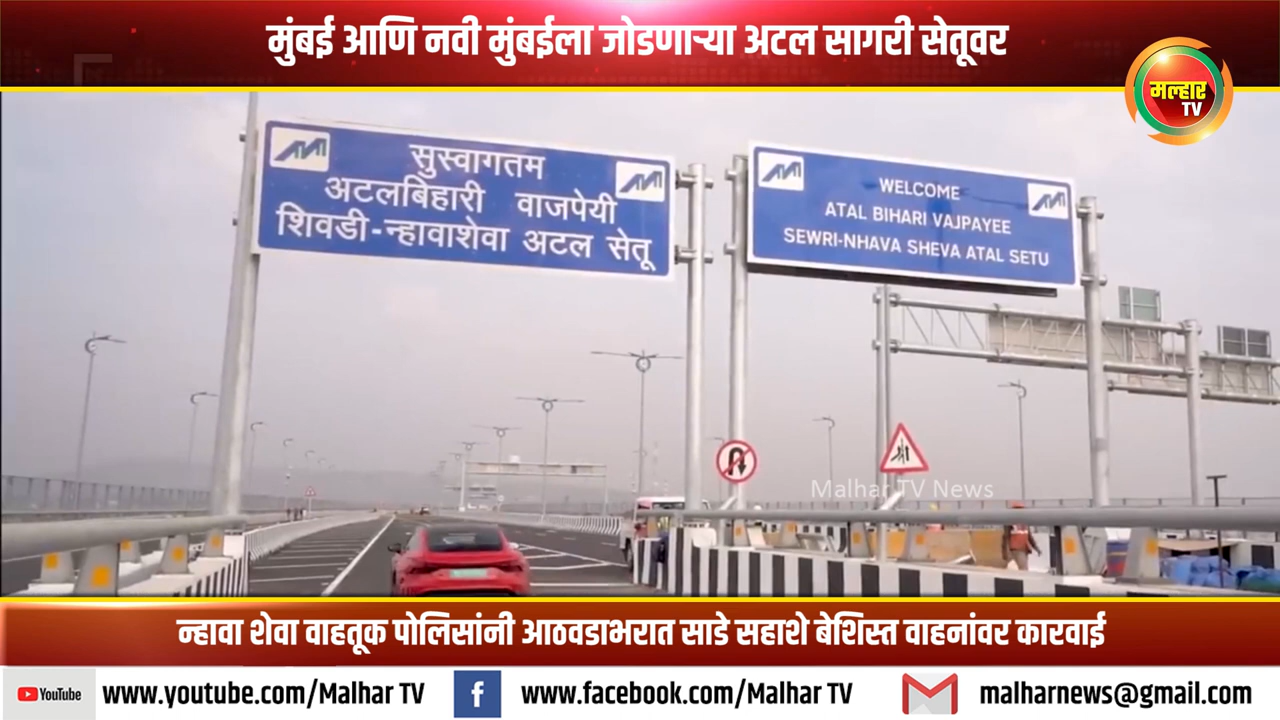 मुंबई आणि नवी मुंबईला जोडणाऱ्या अटल सागरी सेतूवर
मल्हार
TV
सुस्वागतम
अटलबिहारी वाजपेयी
शिवडी-न्हावाशेवा अटल सेतू
WELCOME
ATAL BIHARI VAJPAYEE
SEWRI-NHAVA SHEVA ATAL SETU
Malhar TV News
न्हावा शेवा वाहतूक पोलिसांनी आठवडाभरात साडे सहाशे बेशिस्त वाहनांवर कारवाई
YouTube
www.youtube.com/Malhar TV
www.facebook.com/Malhar TV
malharnews@gmail.com